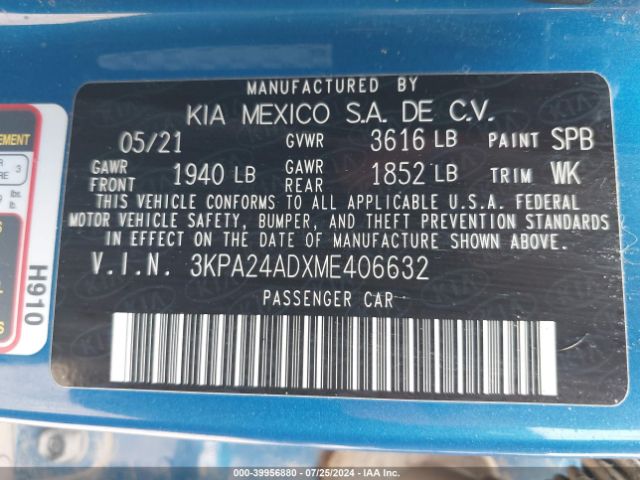 MANUFACTURED BY
KIA MEXICO S.A. DE C.V.
05/21 GVWR 3616 LB PAINT SPB
GAWR FRONT 1940 LB GAWR REAR 1852 LB TRIM WK
THIS VEHICLE CONFORMS TO ALL APPLICABLE U.S.A. FEDERAL
MOTOR VEHICLE SAFETY, BUMPER, AND THEFT PREVENTION STANDARDS
IN EFFECT ON THE DATE OF MANUFACTURE SHOWN ABOVE.
V.I.N. 3KPA24ADXME406632
PASSENGER CAR
H910
000-39956880 / 07/25/2024 / IAA Inc.